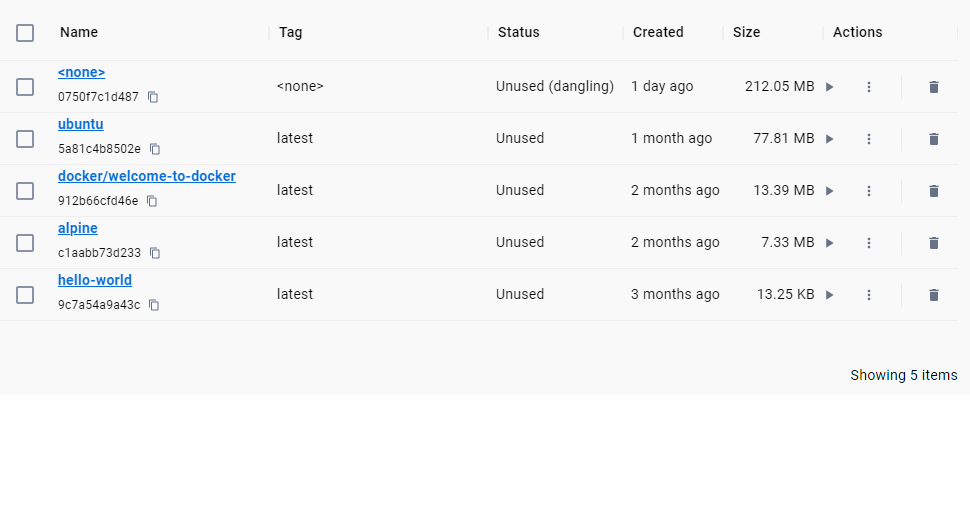 Name Tag Status Created Size Actions
<none>
0750f7c1d487 <none> Unused (dangling) 1 day ago 212.05 MB
ubuntu
5a81c4b8502e latest Unused 1 month ago 77.81 MB
docker/welcome-to-docker
912b66cfd46e latest Unused 2 months ago 13.39 MB
alpine
c1aabb73d233 latest Unused 2 months ago 7.33 MB
hello-world
9c7a54a9a43c latest Unused 3 months ago 13.25 KB
Showing 5 items